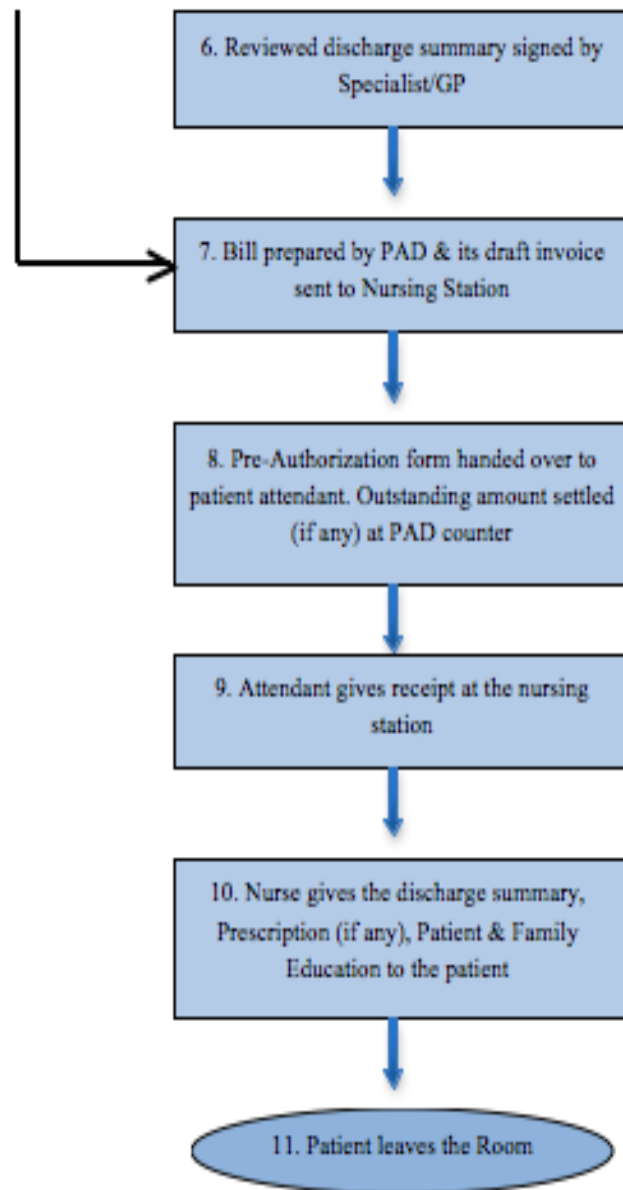 6. Reviewed discharge summary signed by
Specialist/GP
7. Bill prepared by PAD & its draft invoice
sent to Nursing Station
8. Pre-Authorization form handed over to
patient attendant. Outstanding amount settled
(if any) at PAD counter
9. Attendant gives receipt at the nursing
station
10. Nurse gives the discharge summary,
Prescription (if any), Patient & Family
Education to the patient
11. Patient leaves the Room